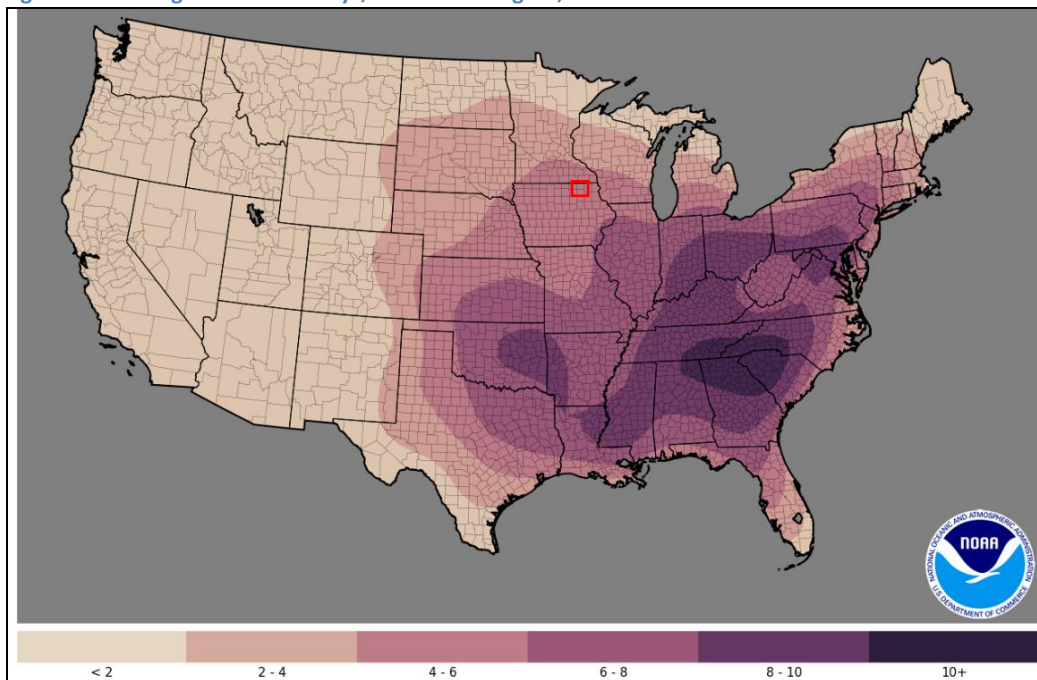 NATIONAL OCEANIC AND ATMOSPHERIC ADMINISTRATION
NOAA
U.S. DEPARTMENT OF COMMERCE
< 2 2 - 4 4 - 6 6 - 8 8 - 10 10+